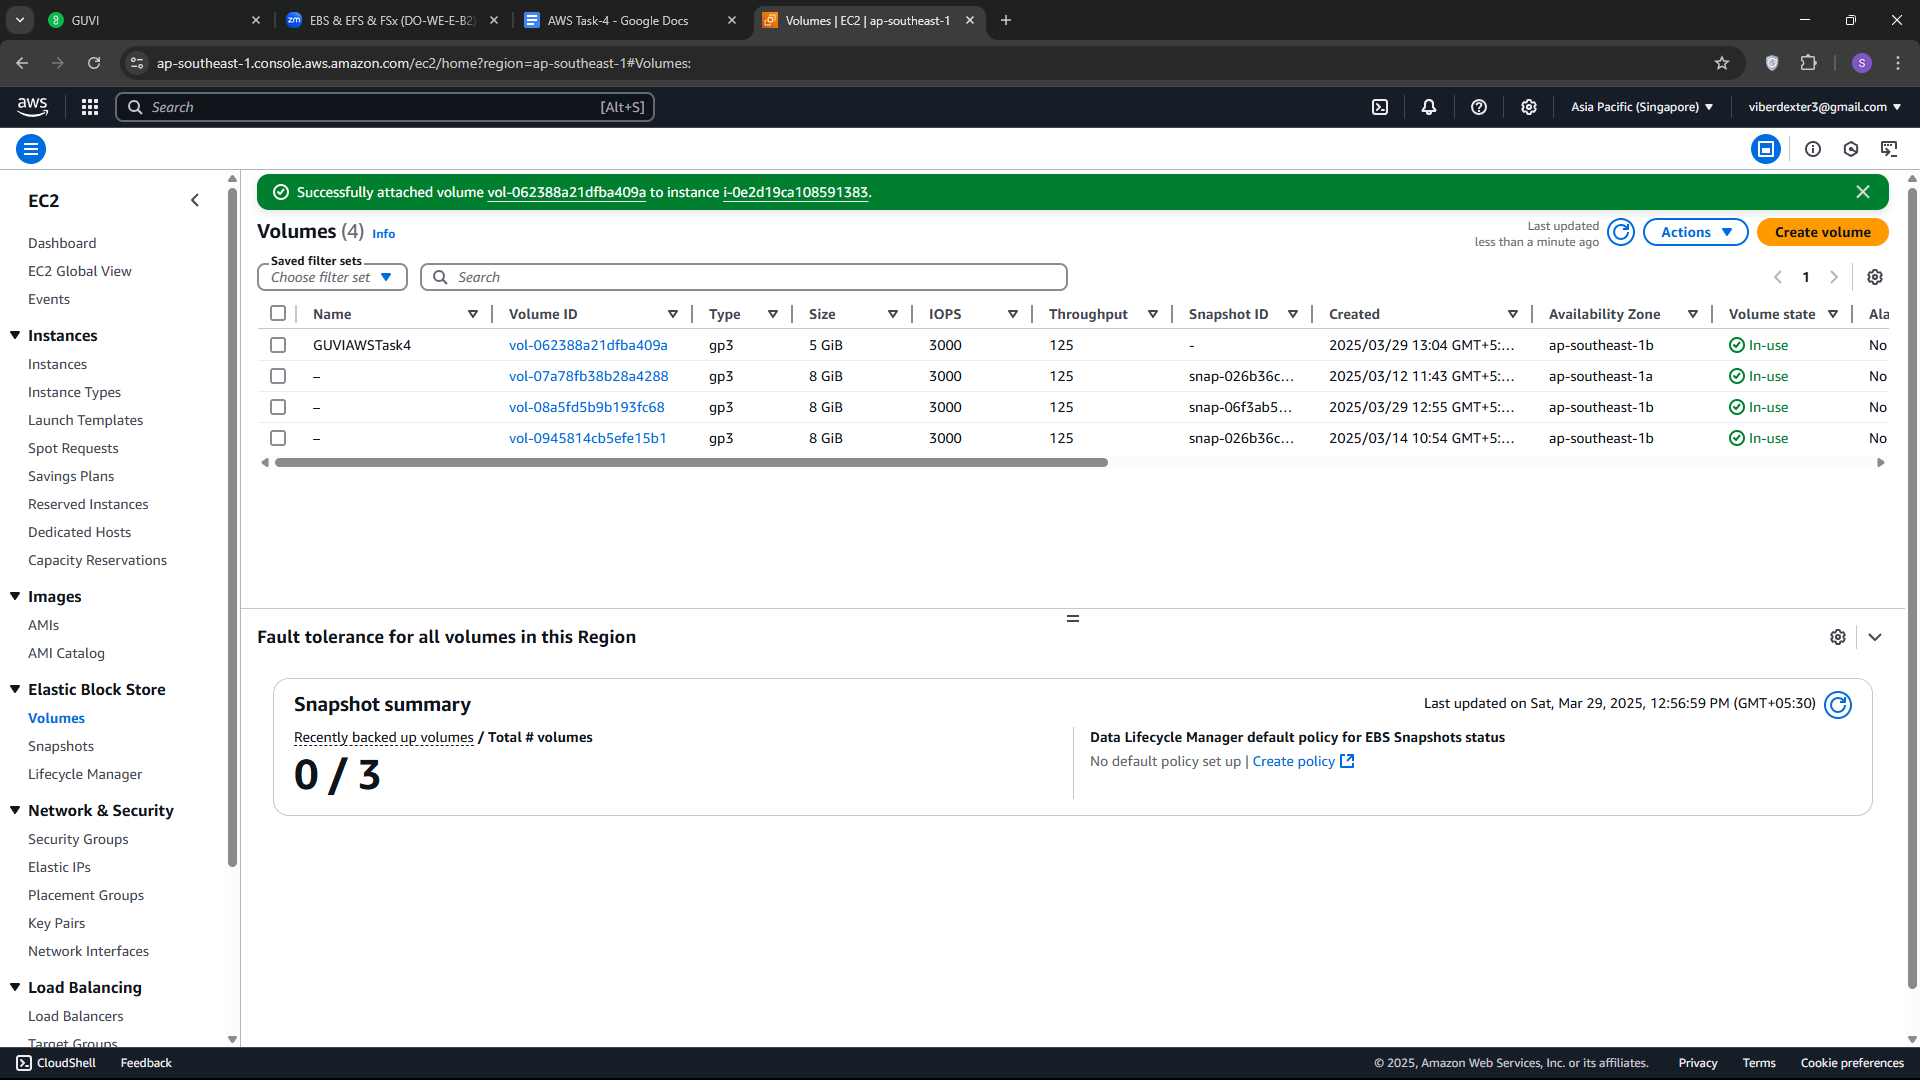 GUVI
EBS & EFS & FSx (DO-WE-E-B2)
AWS Task-4 - Google Docs
Volumes | EC2 | ap-southeast-1
ap-southeast-1.console.aws.amazon.com/ec2/home?region=ap-southeast-1#Volumes:
S
aws
Search
[Alt+S]
Asia Pacific (Singapore)
viberdexter3@gmail.com
EC2
Dashboard
EC2 Global View
Events
Instances
Instances
Instance Types
Launch Templates
Spot Requests
Savings Plans
Reserved Instances
Dedicated Hosts
Capacity Reservations
Images
AMIs
AMI Catalog
Elastic Block Store
Volumes
Snapshots
Lifecycle Manager
Network & Security
Security Groups
Elastic IPs
Placement Groups
Key Pairs
Network Interfaces
Load Balancing
Load Balancers
Target Groups
Successfully attached volume vol-062388a21dfba409a to instance i-0e2d19ca108591383.
Volumes (4) Info
Last updated
less than a minute ago
Actions
Create volume
Saved filter sets
Choose filter set
Search
1
Name Volume ID Type Size IOPS Throughput Snapshot ID Created Availability Zone Volume state Ala
GUVIAWSTask4 vol-062388a21dfba409a gp3 5 GiB 3000 125 - 2025/03/29 13:04 GMT+5:... ap-southeast-1b In-use No
– vol-07a78fb38b28a4288 gp3 8 GiB 3000 125 snap-026b36c... 2025/03/12 11:43 GMT+5:... ap-southeast-1a In-use No
– vol-08a5fd5b9b193fc68 gp3 8 GiB 3000 125 snap-06f3ab5... 2025/03/29 12:55 GMT+5:... ap-southeast-1b In-use No
– vol-0945814cb5efe15b1 gp3 8 GiB 3000 125 snap-026b36c... 2025/03/14 10:54 GMT+5:... ap-southeast-1b In-use No
Fault tolerance for all volumes in this Region
Snapshot summary
Last updated on Sat, Mar 29, 2025, 12:56:59 PM (GMT+05:30)
Recently backed up volumes / Total # volumes
0 / 3
Data Lifecycle Manager default policy for EBS Snapshots status
No default policy set up | Create policy
CloudShell
Feedback
© 2025, Amazon Web Services, Inc. or its affiliates.
Privacy
Terms
Cookie preferences